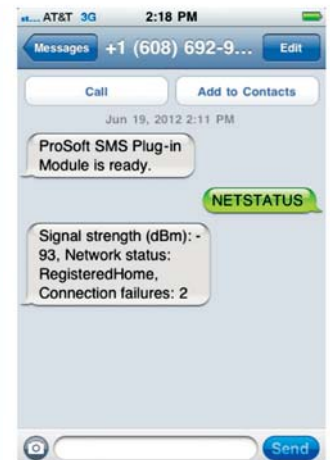 AT&T 3G 2:18 PM
Messages +1 (608) 692-9... Edit
Call Add to Contacts
Jun 19, 2012 2:11 PM
ProSoft SMS Plug-in
Module is ready.
NETSTATUS
Signal strength (dBm): -
93, Network status:
RegisteredHome,
Connection failures: 2
Send